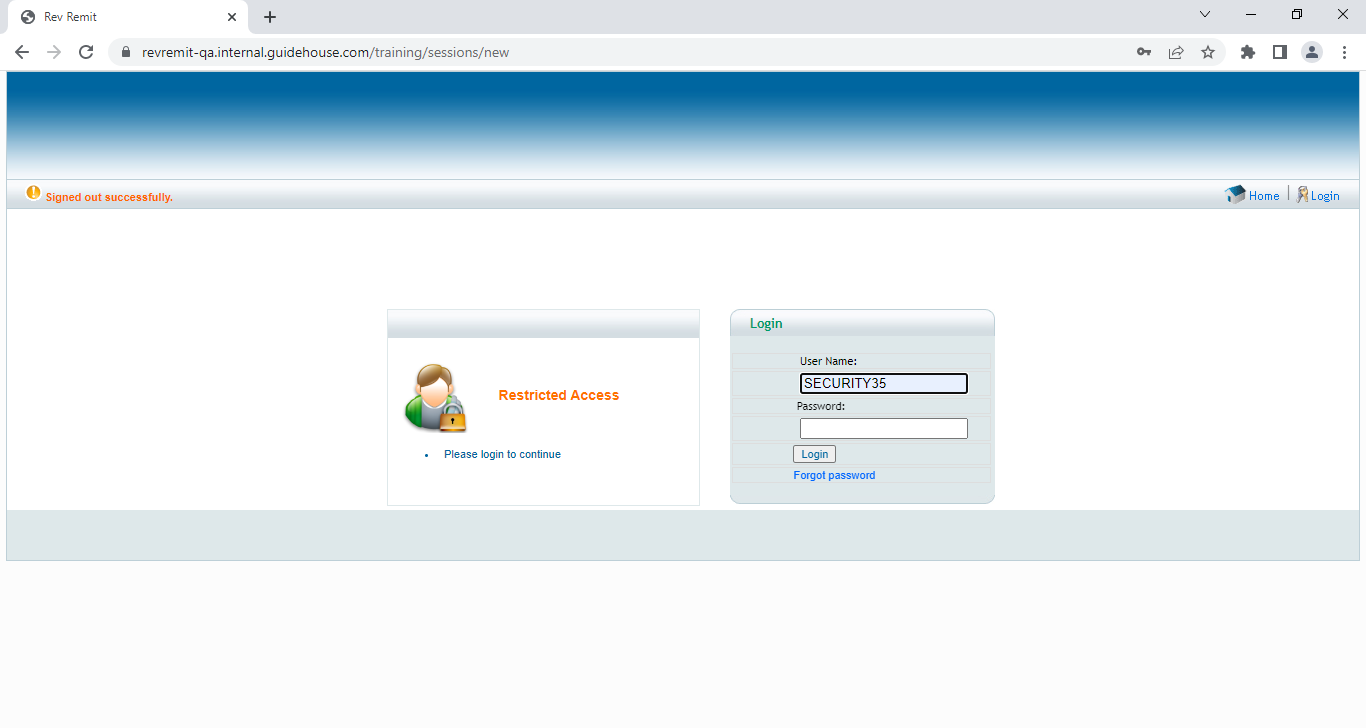 Rev Remit
revremit-qa.internal.guidehouse.com/training/sessions/new
Signed out successfully.
Home
Login
Login
User Name:
SECURITY35
Restricted Access
Password:
Please login to continue
Login
Forgot password